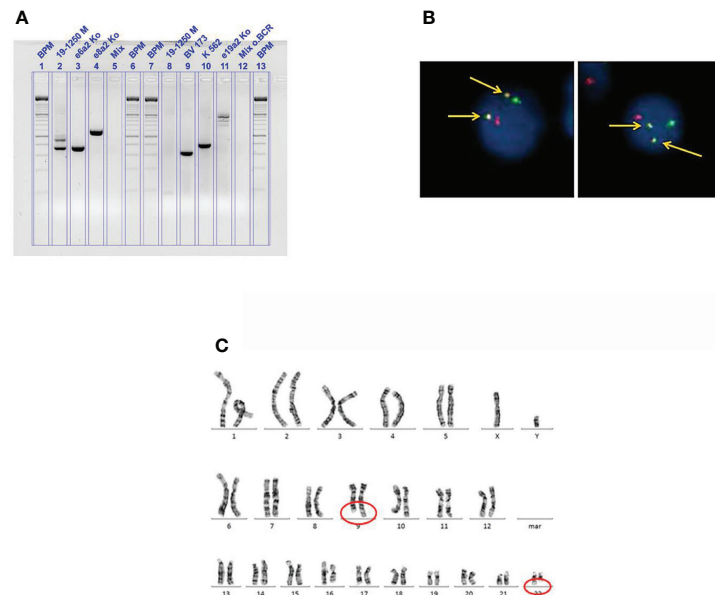 A
BPM
19-1250 M
e6a2 Ko
e8a2 Ko
Mix
BPM
BPM
19-1250 M
BV 173
K 562
e19a2 Ko
Mix o.BCR
BPM
1 2 3 4 5 6 7 8 9 10 11 12 13
B
C
1 2 3 4 5 X Y
6 7 8 9 10 11 12 mar
13 14 15 16 17 18 19 20 21 22